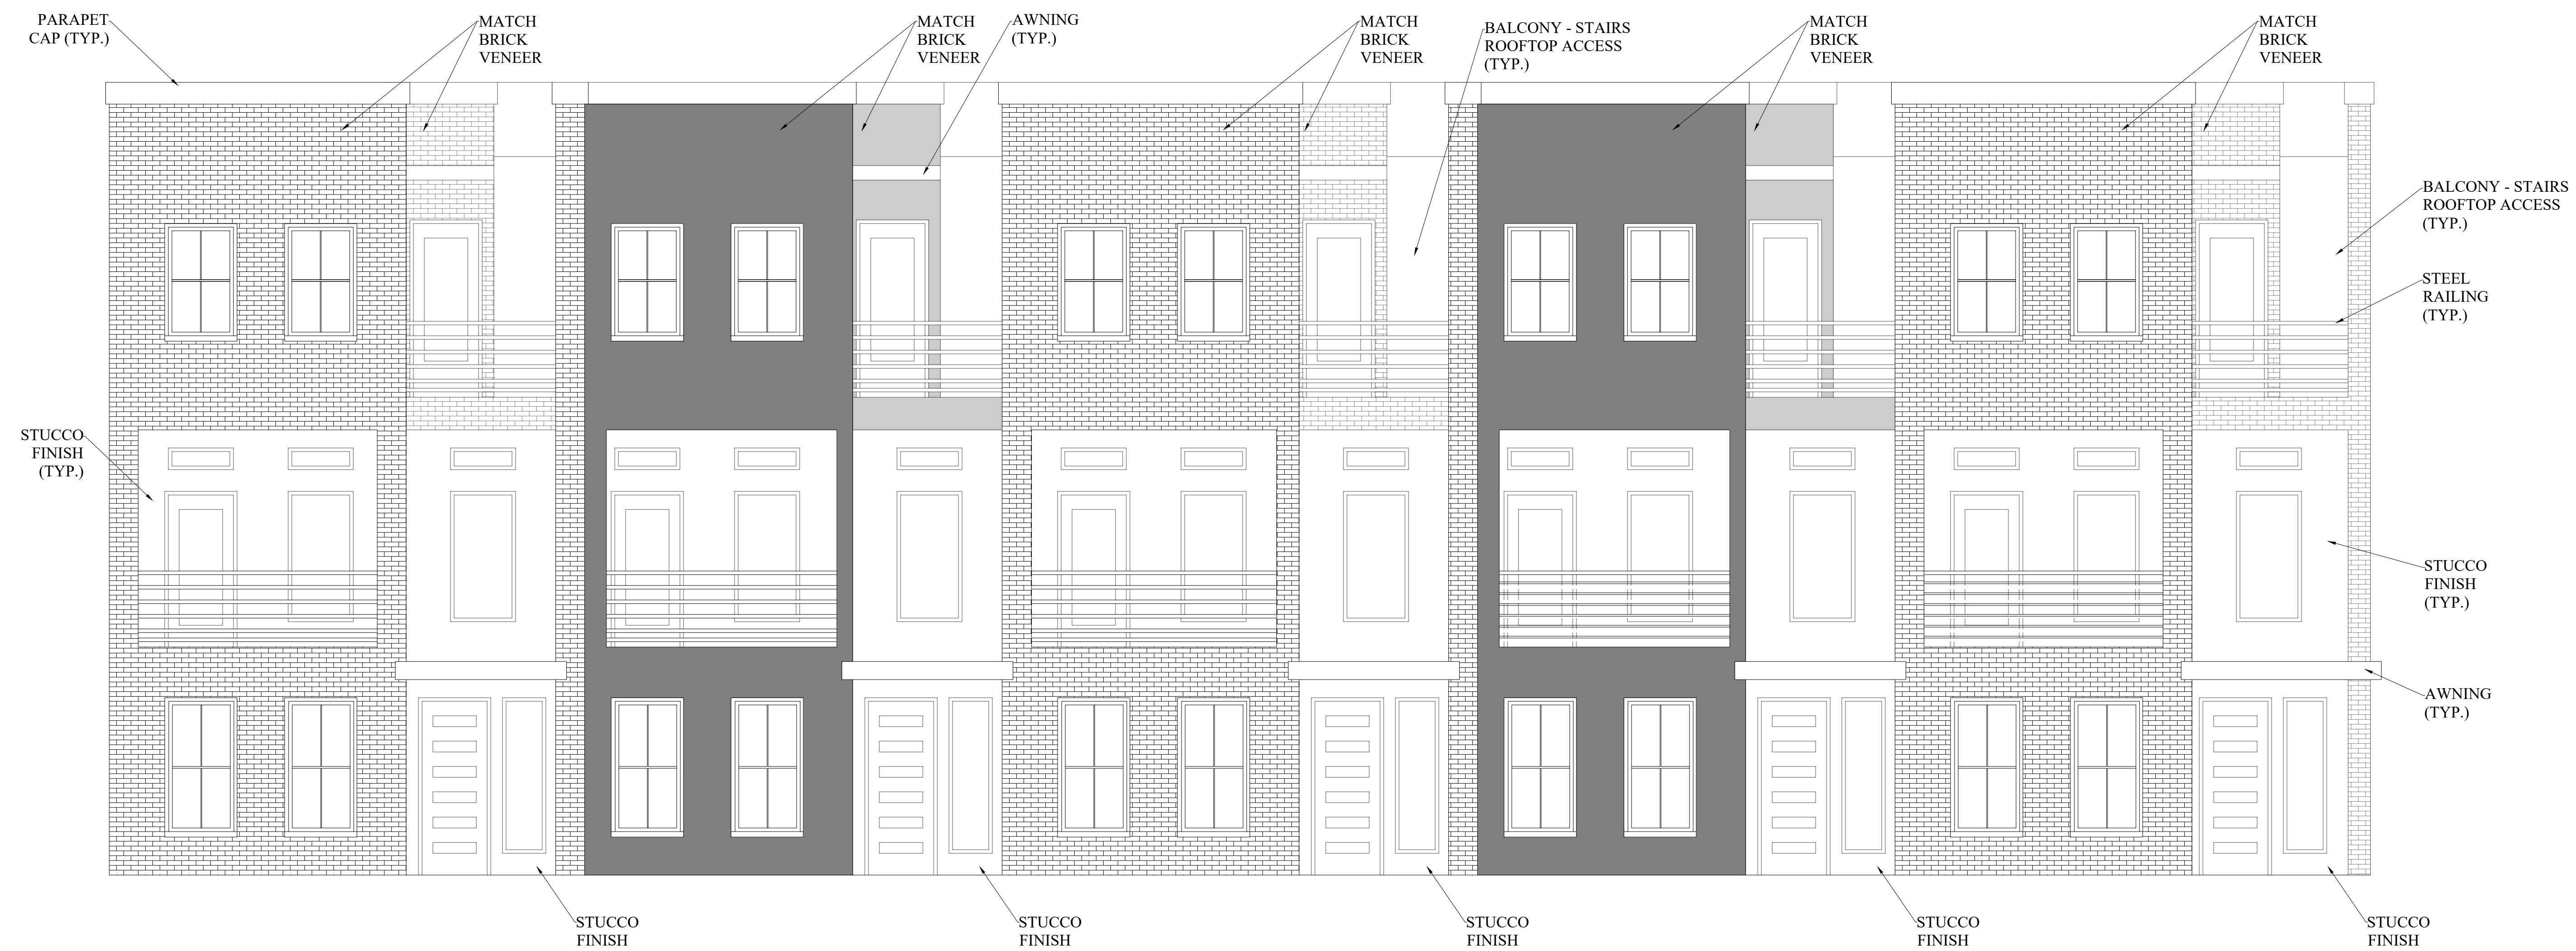 PARAPET
CAP (TYP.)
MATCH
BRICK
VENEER
MATCH
BRICK
VENEER
AWNING
(TYP.)
MATCH
BRICK
VENEER
BALCONY - STAIRS
ROOFTOP ACCESS
(TYP.)
MATCH
BRICK
VENEER
MATCH
BRICK
VENEER
BALCONY - STAIRS
ROOFTOP ACCESS
(TYP.)
STEEL
RAILING
(TYP.)
STUCCO
FINISH
(TYP.)
STUCCO
FINISH
(TYP.)
AWNING
(TYP.)
STUCCO
FINISH
STUCCO
FINISH
STUCCO
FINISH
STUCCO
FINISH
STUCCO
FINISH